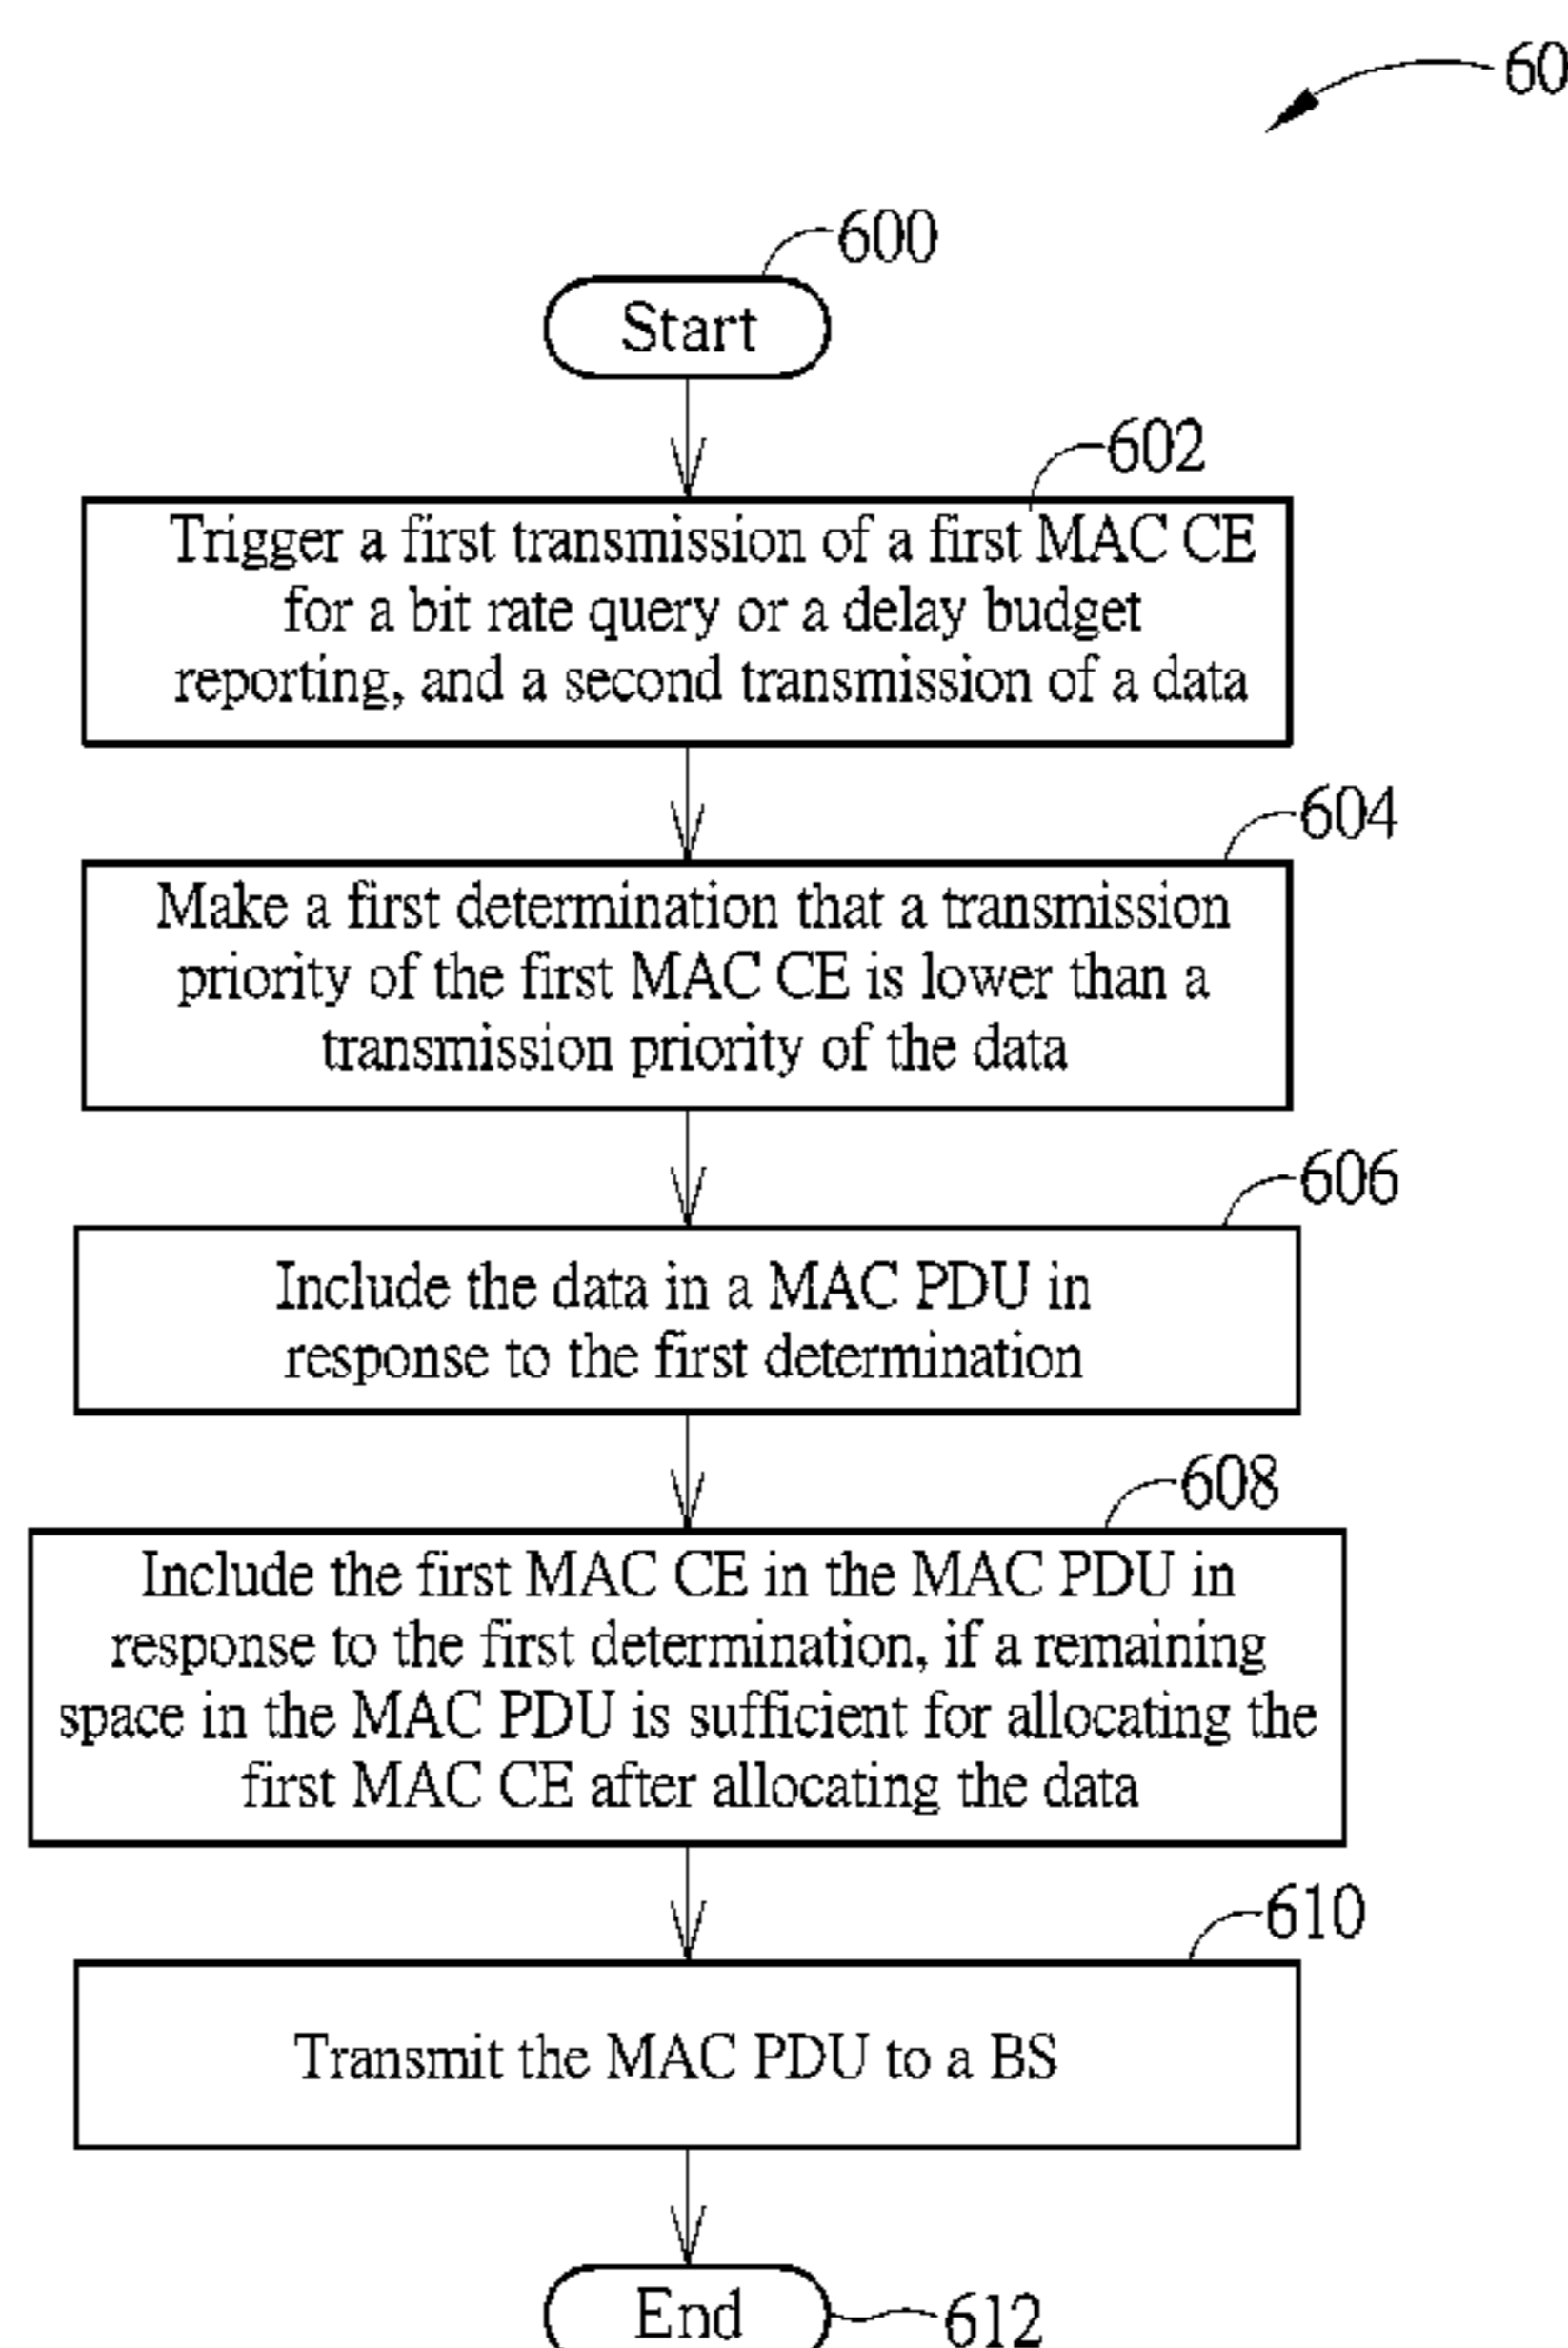 60
600
Start
602
Trigger a first transmission of a first MAC CE
for a bit rate query or a delay budget
reporting, and a second transmission of a data
604
Make a first determination that a transmission
priority of the first MAC CE is lower than a
transmission priority of the data
606
Include the data in a MAC PDU in
response to the first determination
608
Include the first MAC CE in the MAC PDU in
response to the first determination, if a remaining
space in the MAC PDU is sufficient for allocating the
first MAC CE after allocating the data
610
Transmit the MAC PDU to a BS
End
612